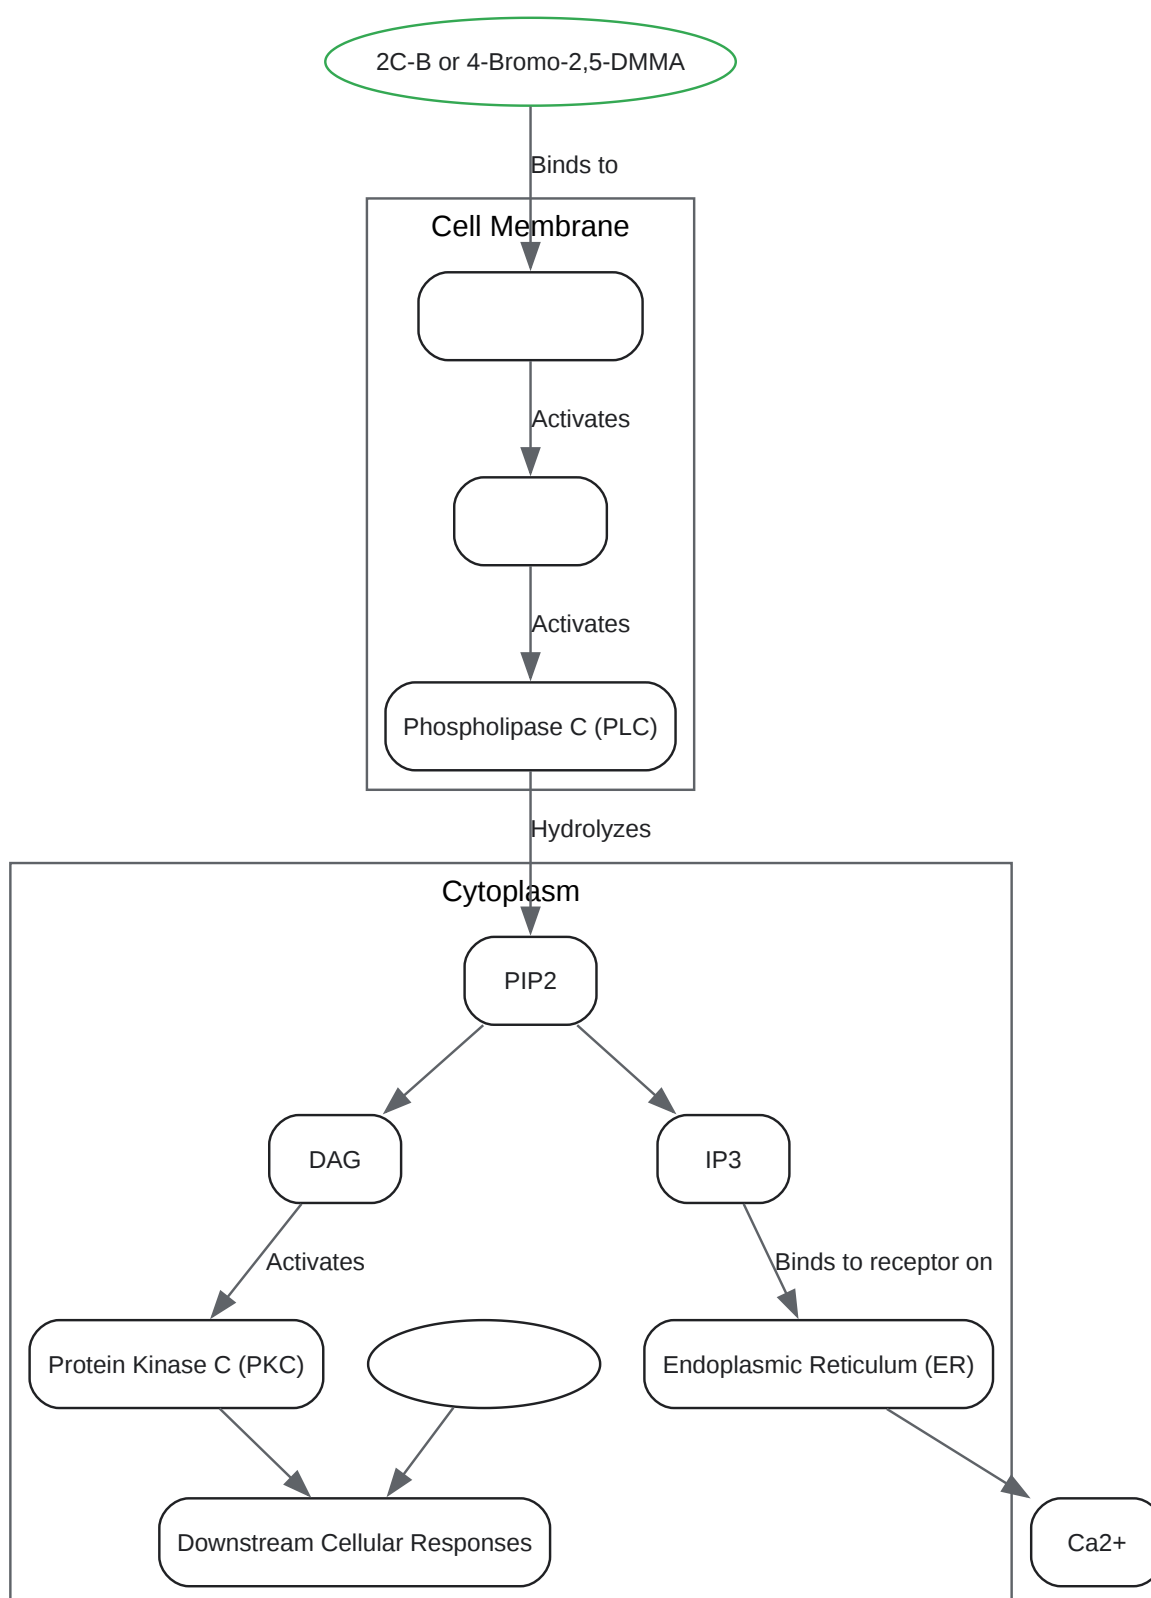 2C-B or 4-Bromo-2,5-DMMA
Binds to
Cell Membrane
Activates
Activates
Phospholipase C (PLC)
Hydrolyzes
Cytoplasm
PIP2
DAG
IP3
Activates
Binds to receptor on
Protein Kinase C (PKC)
Endoplasmic Reticulum (ER)
Downstream Cellular Responses
Ca2+